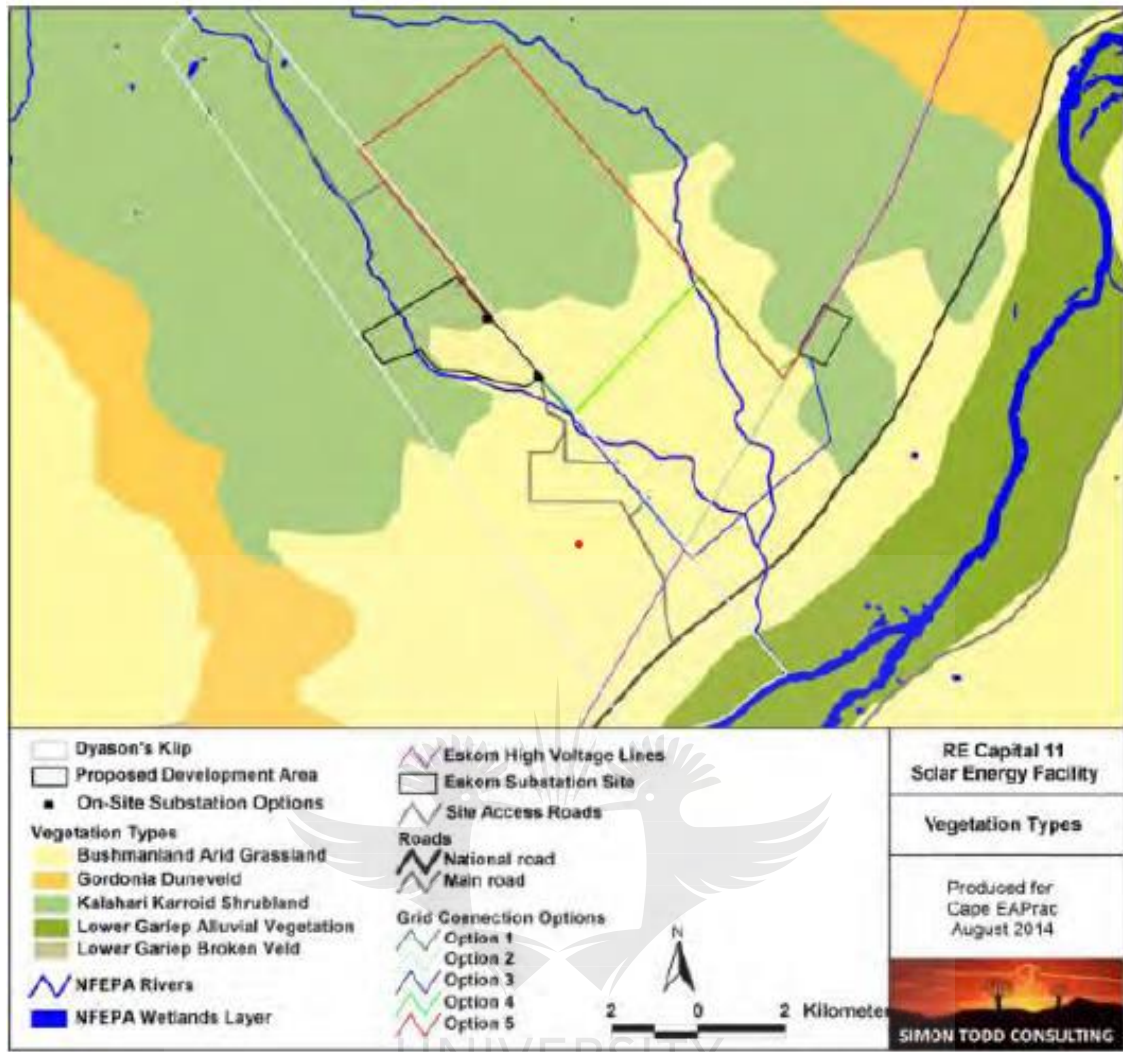 Dyason's Klip
Proposed Development Area
On-Site Substation Options
Vegetation Types
Bushmanland Arid Grassland
Gordonia Duneveld
Kalahari Karroid Shrubland
Lower Gariep Alluvial Vegetation
Lower Gariep Broken Veld
NFEPA Rivers
NFEPA Wetlands Layer
Eskom High Voltage Lines
Eskom Substation Site
Site Access Roads
Roads
National road
Main road
Grid Connection Options
Option 1
Option 2
Option 3
Option 4
Option 5
N
2 0 2 Kilometer
RE Capital 11
Solar Energy Facility
Vegetation Types
Produced for
Cape EAPrac
August 2014
SIMON TODD CONSULTING
UNIVERSITY